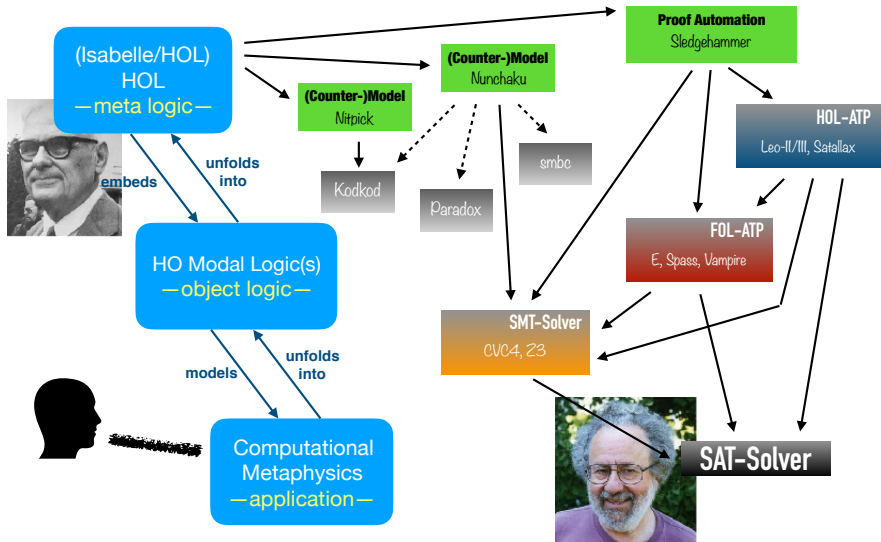 (Isabelle/HOL)
HOL
—meta logic—
embeds
unfolds
into
HO Modal Logic(s)
—object logic—
models
unfolds
into
Computational
Metaphysics
—application—
(Counter-)Model
Nitpick
(Counter-)Model
Nunchaku
Proof Automation
Sledgehammer
Kodkod
Paradox
smbc
HOL-ATP
Leo-II/III, Satallax
FOL-ATP
E, Spass, Vampire
SMT-Solver
CVC4, Z3
SAT-Solver